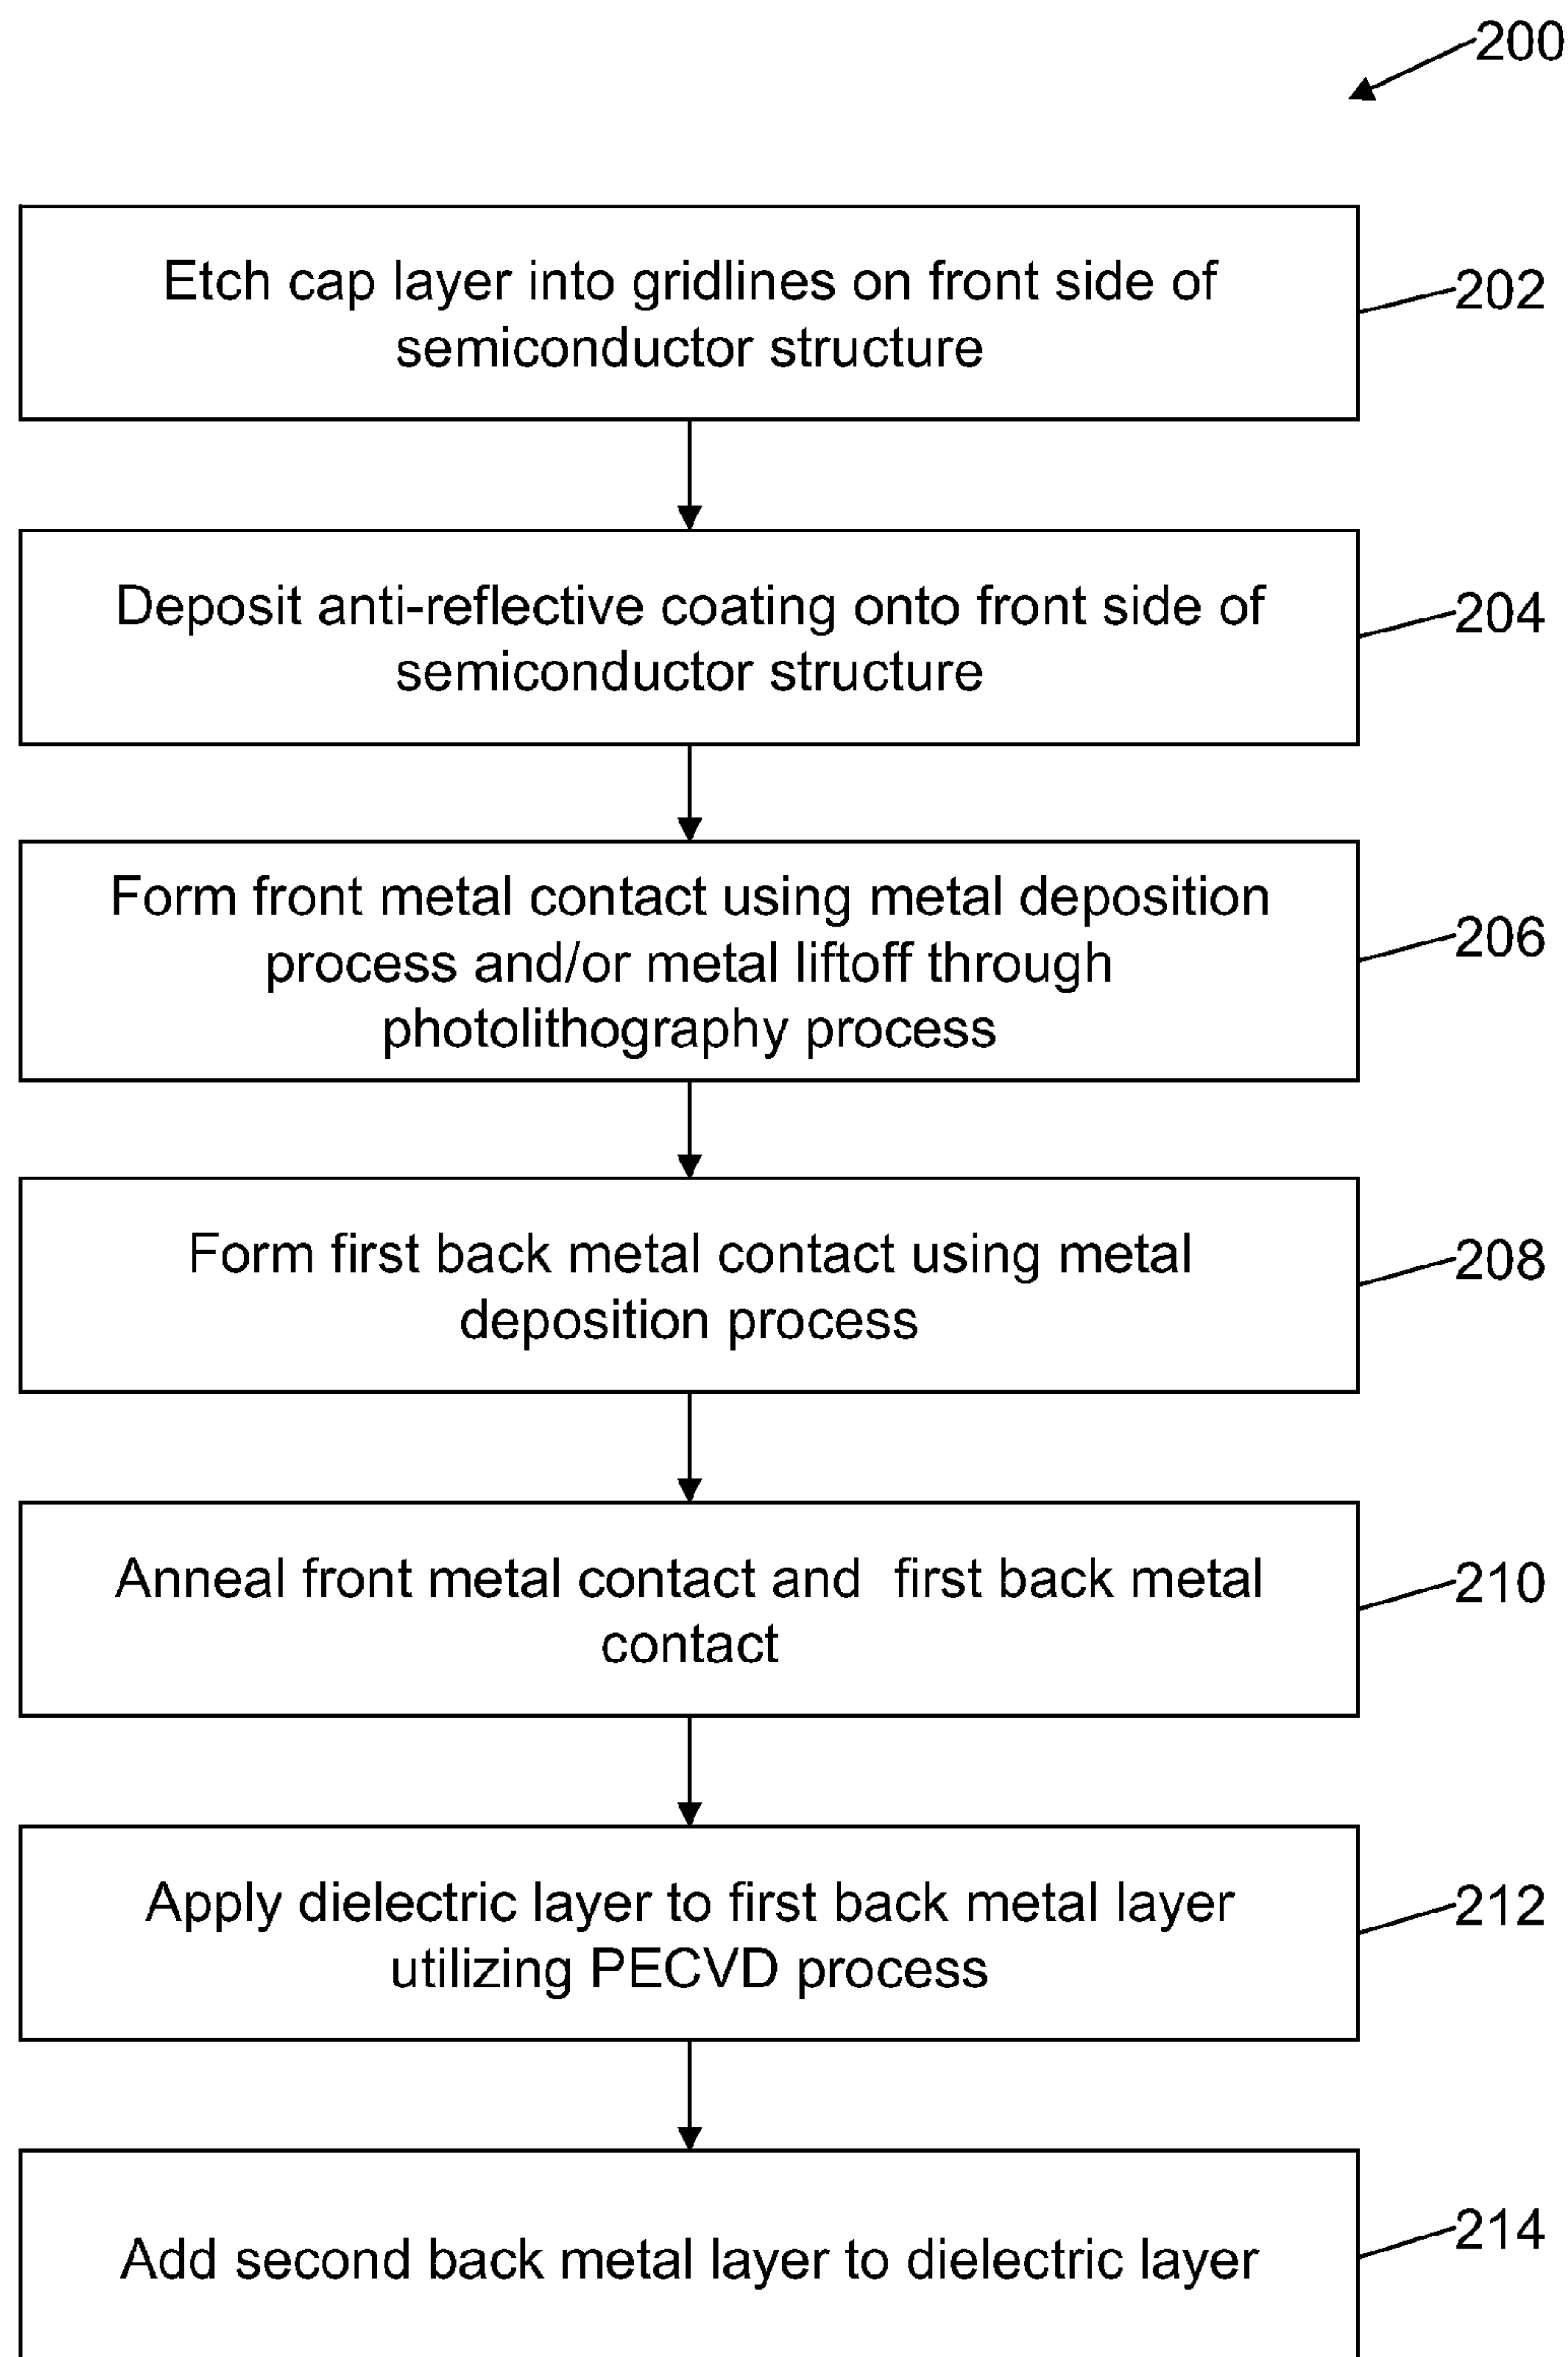 200
Etch cap layer into gridlines on front side of
semiconductor structure
202
Deposit anti-reflective coating onto front side of
semiconductor structure
204
Form front metal contact using metal deposition
process and/or metal liftoff through
photolithography process
206
Form first back metal contact using metal
deposition process
208
Anneal front metal contact and first back metal
contact
210
Apply dielectric layer to first back metal layer
utilizing PECVD process
212
Add second back metal layer to dielectric layer
214